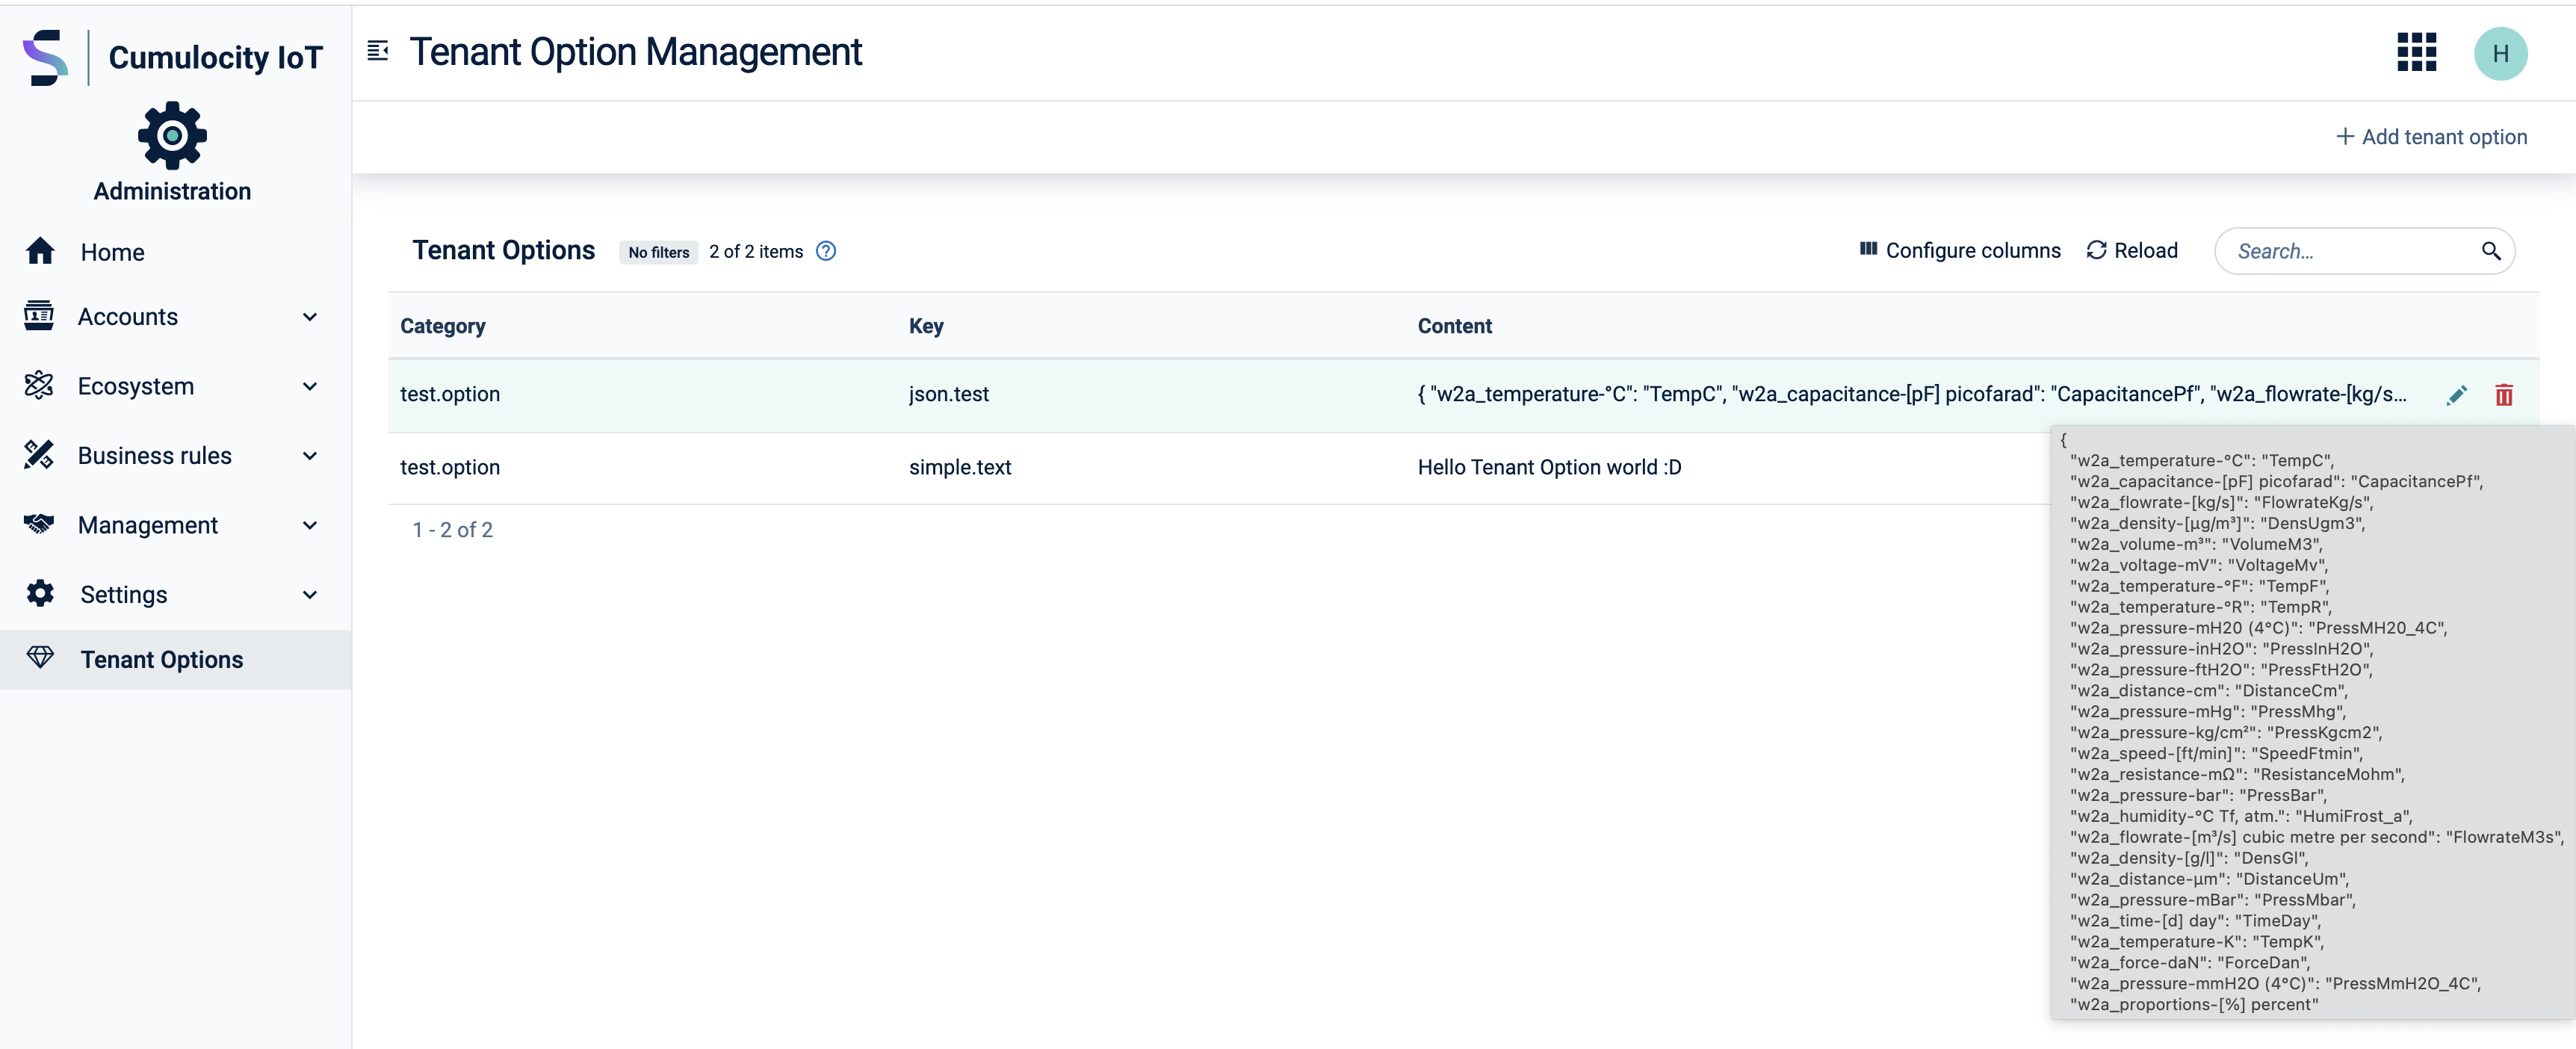 Cumulocity IoT
Administration
Home
Accounts
Ecosystem
Business rules
Management
Settings
Tenant Options
Tenant Option Management
H
+ Add tenant option
Tenant Options No filters 2 of 2 items ?
Configure columns Reload Search...
Category Key Content
test.option json.test { "w2a_temperature-°C": "TempC", "w2a_capacitance-[pF] picofarad": "CapacitancePf", "w2a_flowrate-[kg/s...
test.option simple.text Hello Tenant Option world :D
1 - 2 of 2
{
"w2a_temperature-°C": "TempC",
"w2a_capacitance-[pF] picofarad": "CapacitancePf",
"w2a_flowrate-[kg/s]": "FlowrateKg/s",
"w2a_density-[µg/m³]": "DensUgm3",
"w2a_volume-m³": "VolumeM3",
"w2a_voltage-mV": "VoltageMv",
"w2a_temperature-°F": "TempF",
"w2a_temperature-°R": "TempR",
"w2a_pressure-mH20 (4°C)": "PressMH20_4C",
"w2a_pressure-inH2O": "PressInH2O",
"w2a_pressure-ftH2O": "PressFtH2O",
"w2a_distance-cm": "DistanceCm",
"w2a_pressure-mHg": "PressMhg",
"w2a_pressure-kg/cm²": "PressKgcm2",
"w2a_speed-[ft/min]": "SpeedFtmin",
"w2a_resistance-mΩ": "ResistanceMohm",
"w2a_pressure-bar": "PressBar",
"w2a_humidity-°C Tf, atm.": "HumiFrost_a",
"w2a_flowrate-[m³/s] cubic metre per second": "FlowrateM3s",
"w2a_density-[g/l]": "DensGl",
"w2a_distance-µm": "DistanceUm",
"w2a_pressure-mBar": "PressMbar",
"w2a_time-[d] day": "TimeDay",
"w2a_temperature-K": "TempK",
"w2a_force-daN": "ForceDan",
"w2a_pressure-mmH2O (4°C)": "PressMmH2O_4C",
"w2a_proportions-[%] percent"